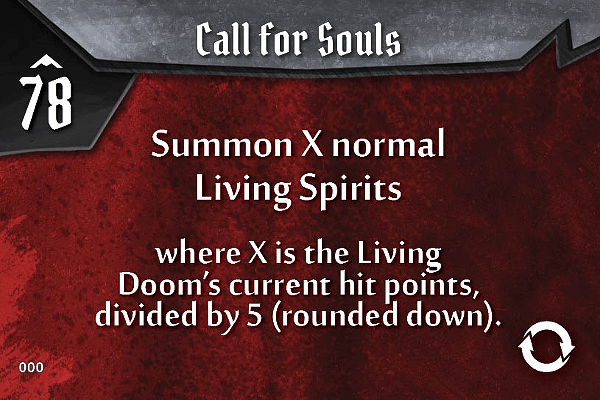 Call for Souls
78
Summon X normal
Living Spirits
where X is the Living
Doom's current hit points,
divided by 5 (rounded down).
000